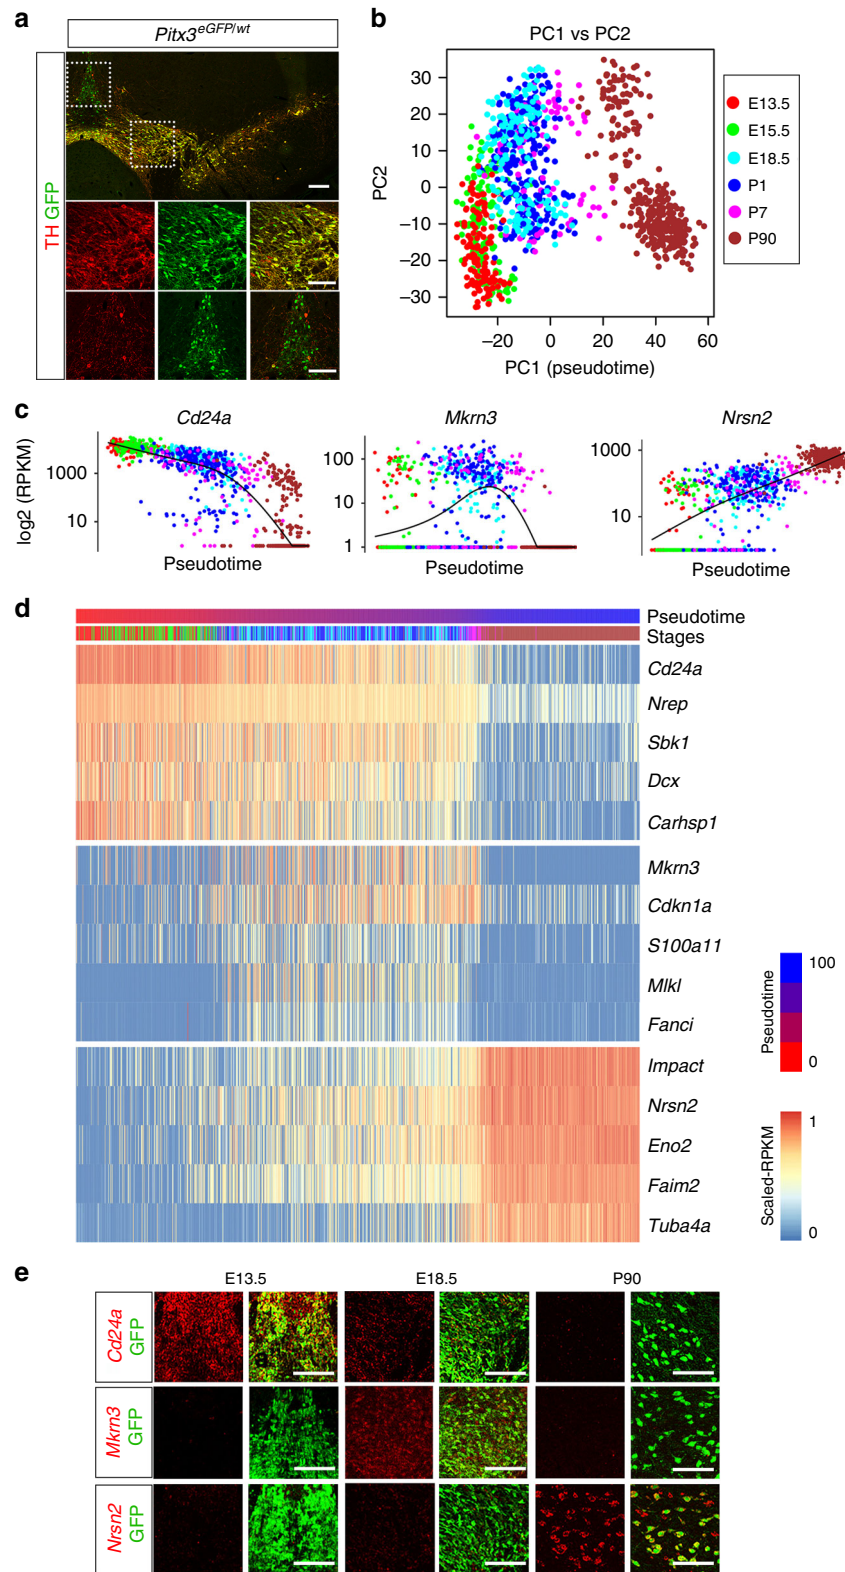 a
Pitx3eGFP/wt
TH GFP
b
PC1 vs PC2
PC2
30
20
10
0
−10
−20
−30
−20 0 20 40 60
PC1 (pseudotime)
E13.5
E15.5
E18.5
P1
P7
P90
c
log2 (RPKM)
Cd24a
1000
10
Pseudotime
Mkrn3
100
10
1
Pseudotime
Nrsn2
1000
10
Pseudotime
d
Pseudotime
Stages
Cd24a
Nrep
Sbk1
Dcx
Carhsp1
Mkrn3
Cdkn1a
S100a11
Mlkl
Fanci
Impact
Nrsn2
Eno2
Faim2
Tuba4a
Pseudotime
100
0
Scaled-RPKM
1
0
e
E13.5 E18.5 P90
Cd24a
GFP
Mkrn3
GFP
Nrsn2
GFP